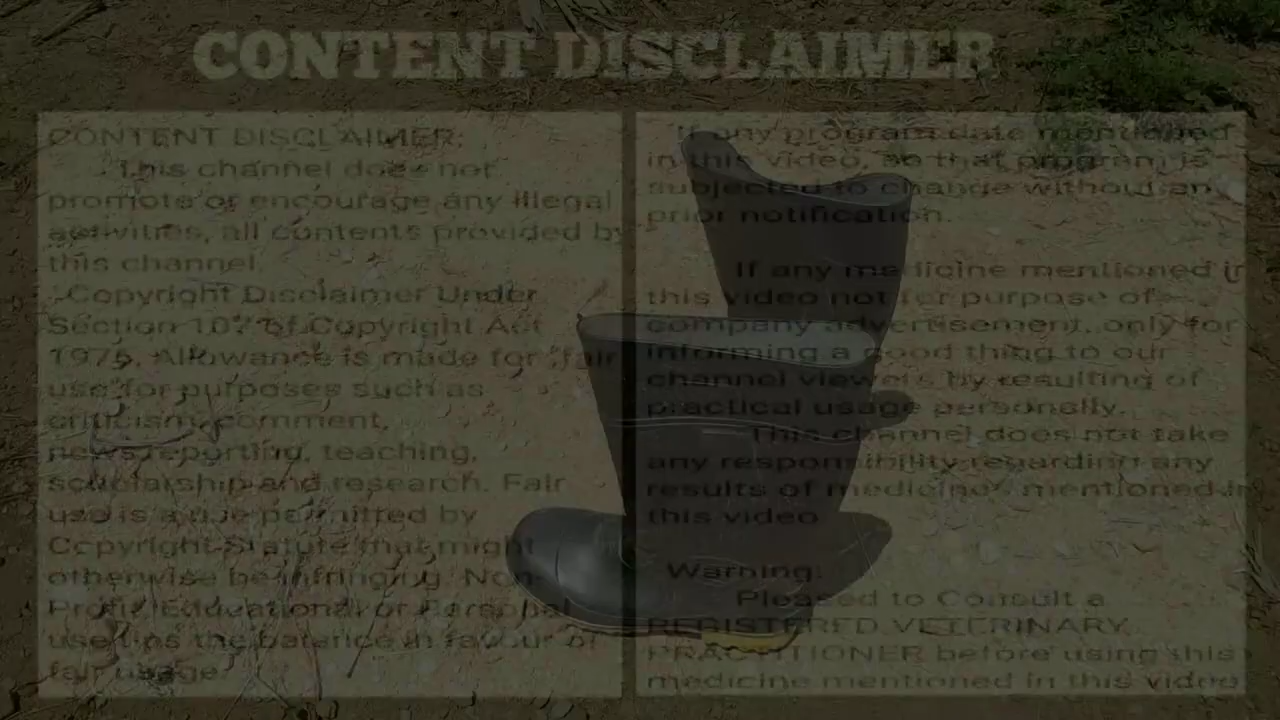 CONTENT DISCLAIMER
CONTENT DISCLAIMER:
This channel does not
promote or encourage any illegal
activities, all contents provided by
this channel.
Copyright Disclaimer Under
Section 107 of Copyright Act
1975, Allowance is made for "fair
use" for purposes such as
criticism, comment,
news reporting, teaching,
scholarship and research. Fair
use is a use permitted by
Copyright Statute that might
otherwise be infringing. Non-
Profit, Educational or Personal
use tips the balance in favour of
fair usage.
If any program date mentioned
in this video, so that program is
subjected to change without an
prior notification.
If any medicine mentioned in
this video not for purpose of
company advertisement, only for
informing a good thing to our
channel viewers by resulting of
practical usage personally.
This channel does not take
any responsibility regarding any
results of medicines mentioned in
this video
Warning:
Pleased to Consult a
REGISTERED VETERINARY
PRACTITIONER before using this
medicine mentioned in this video